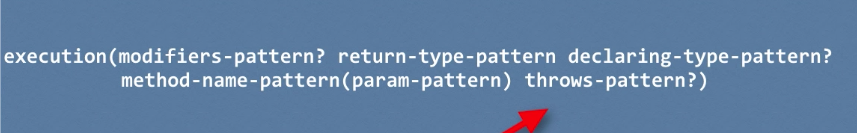 execution(modifiers-pattern? return-type-pattern declaring-type-pattern?
method-name-pattern(param-pattern) throws-pattern?)